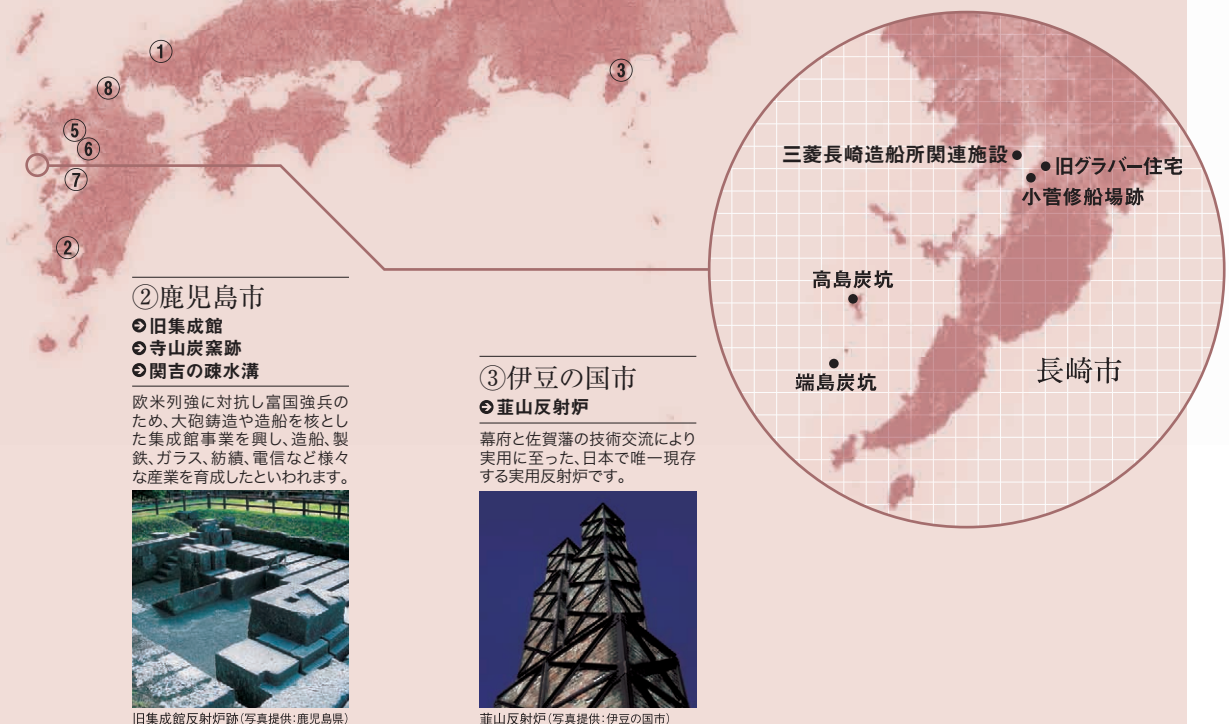 ①
③
⑧
⑤
⑥
⑦
②
三菱長崎造船所関連施設
旧グラバー住宅
小菅修船場跡
高島炭坑
端島炭坑
長崎市
②鹿児島市
旧集成館
寺山炭窯跡
関吉の疎水溝
欧米列強に対抗し富国強兵の
ため、大砲鋳造や造船を核とし
た集成館事業を興し、造船、製
鉄、ガラス、紡績、電信など様々
な産業を育成したといわれます。
旧集成館反射炉跡(写真提供:鹿児島県)
③伊豆の国市
韮山反射炉
幕府と佐賀藩の技術交流により
実用に至った、日本で唯一現存
する実用反射炉です。
韮山反射炉(写真提供:伊豆の国市)